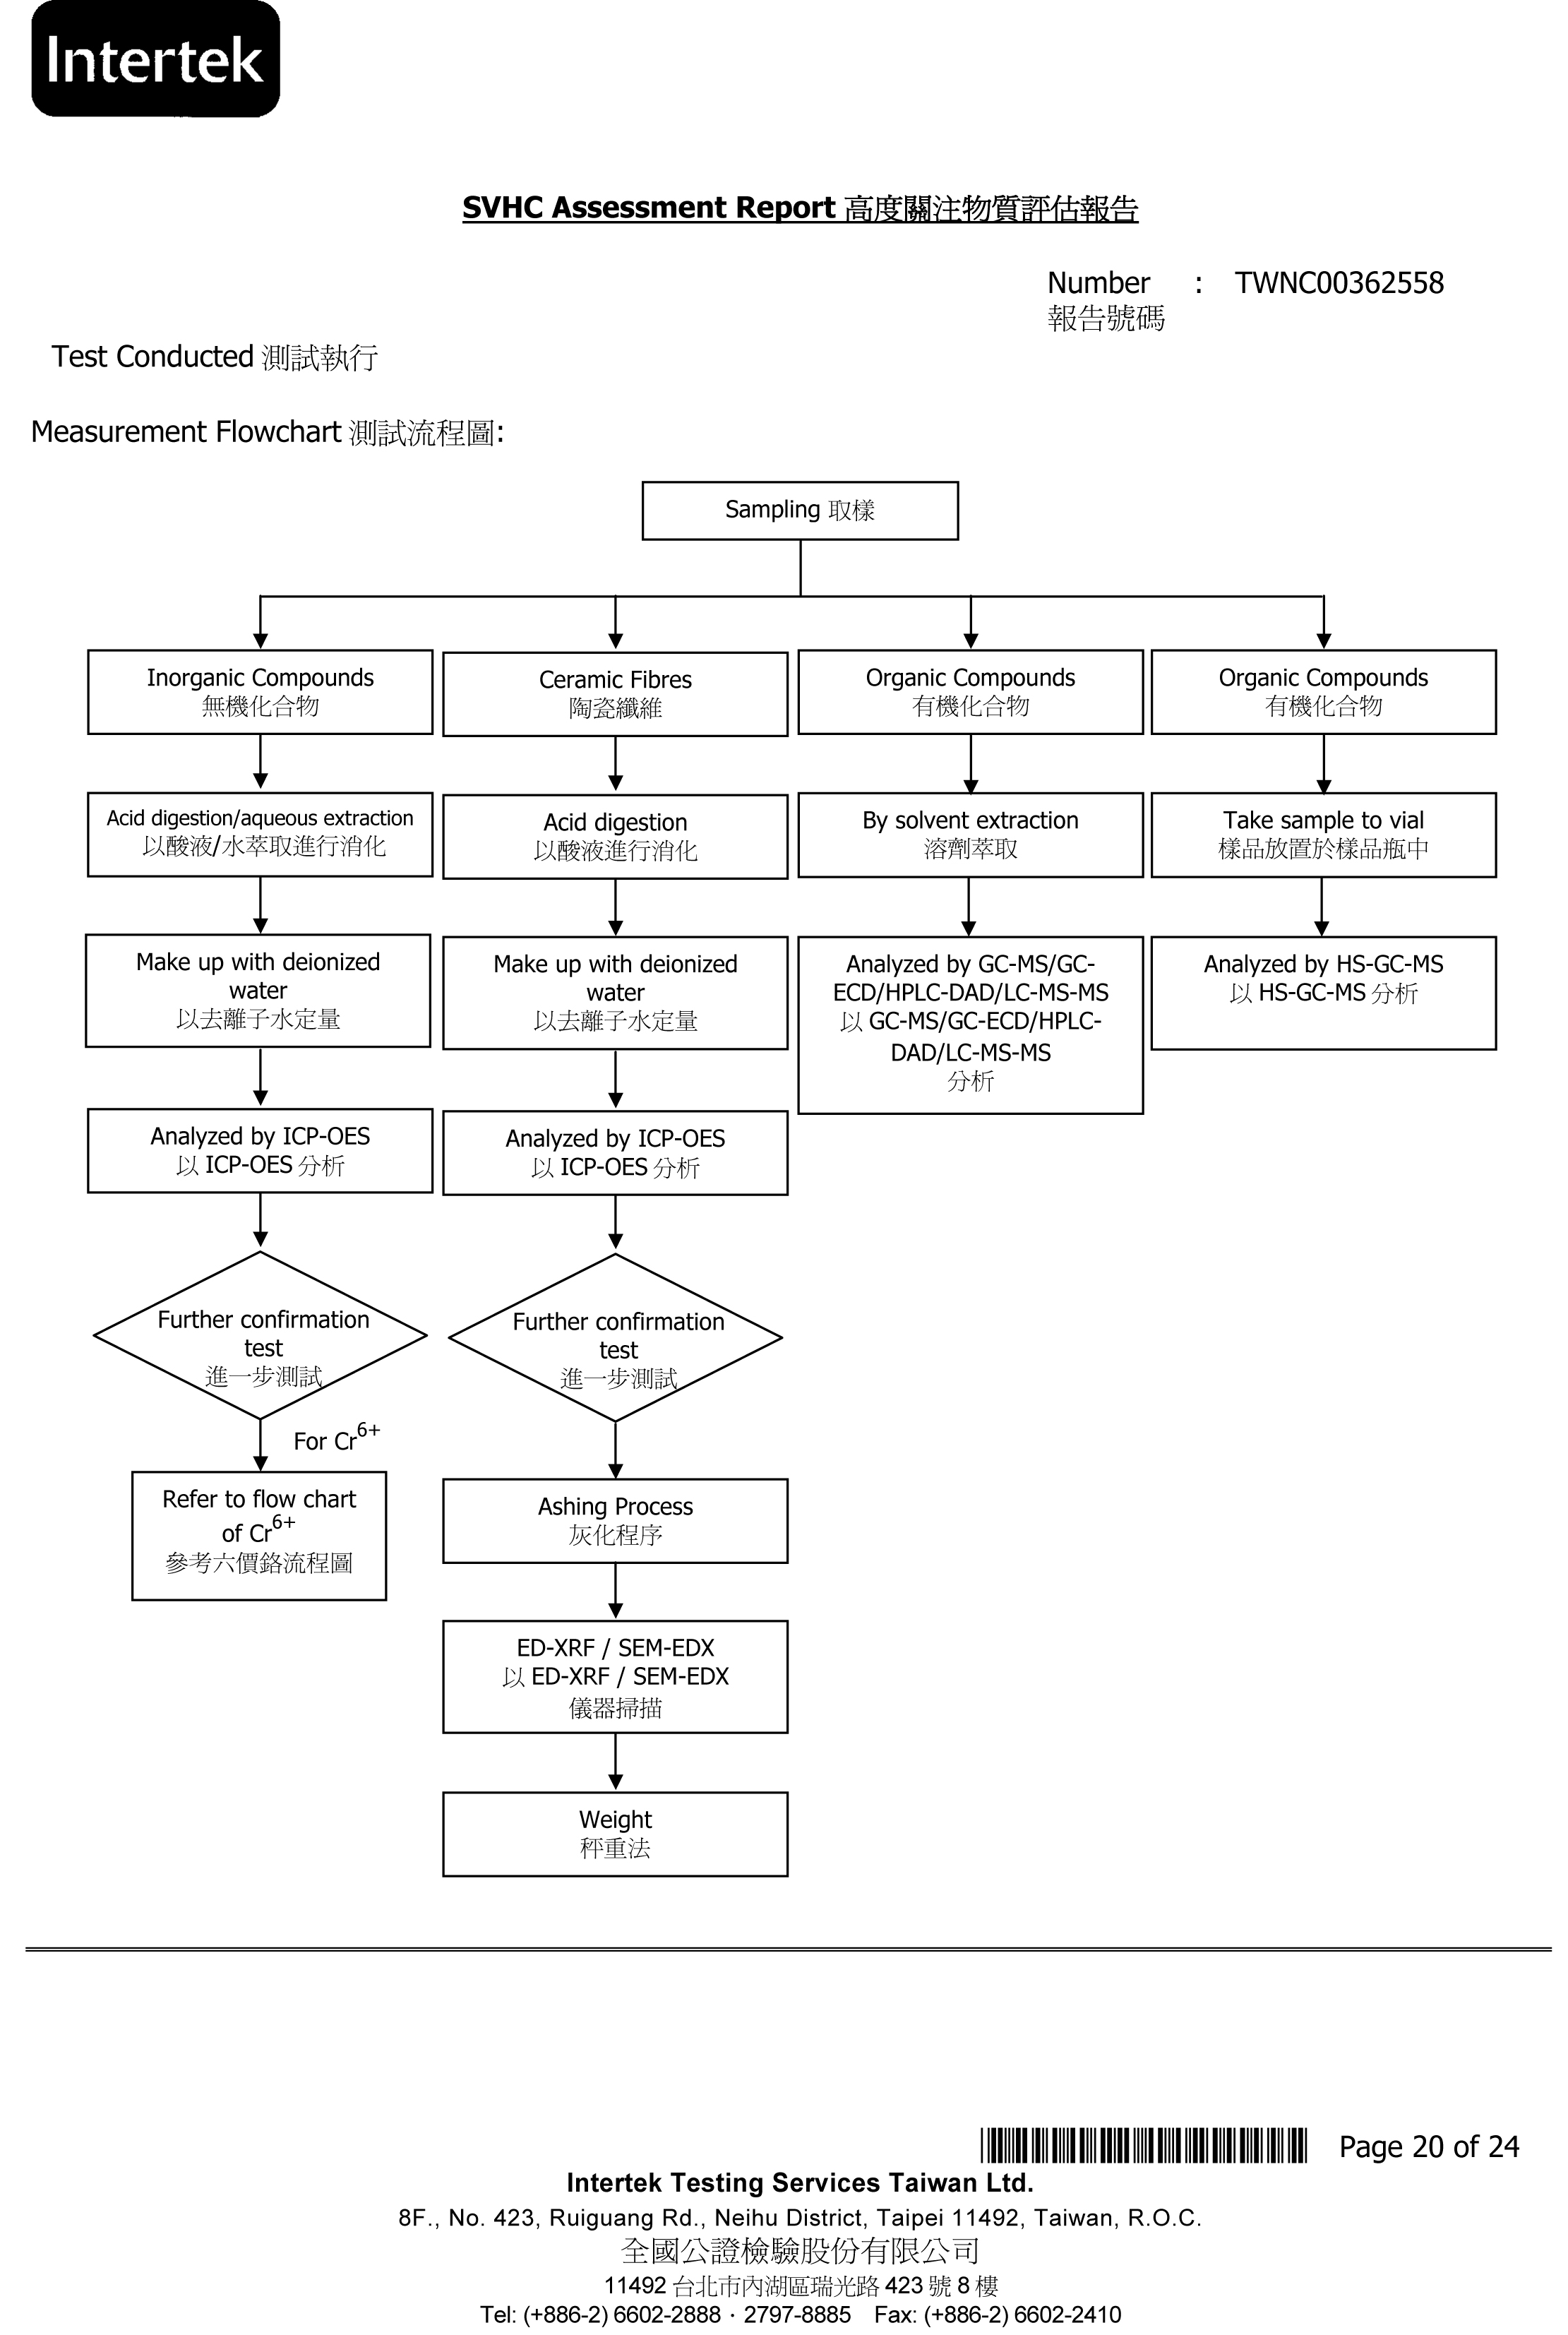 Intertek
SVHC Assessment Report 高度關注物質評估報告
Number : TWNC00362558
報告號碼
Test Conducted 測試執行
Measurement Flowchart 測試流程圖:
Sampling 取樣
Inorganic Compounds
無機化合物
Ceramic Fibres
陶瓷纖維
Organic Compounds
有機化合物
Organic Compounds
有機化合物
Acid digestion/aqueous extraction
以酸液/水萃取進行消化
Acid digestion
以酸液進行消化
By solvent extraction
溶劑萃取
Take sample to vial
樣品放置於樣品瓶中
Make up with deionized
water
以去離子水定量
Make up with deionized
water
以去離子水定量
Analyzed by GC-MS/GC-
ECD/HPLC-DAD/LC-MS-MS
以 GC-MS/GC-ECD/HPLC-
DAD/LC-MS-MS
分析
Analyzed by HS-GC-MS
以 HS-GC-MS 分析
Analyzed by ICP-OES
以 ICP-OES 分析
Analyzed by ICP-OES
以 ICP-OES 分析
Further confirmation
test
進一步測試
Further confirmation
test
進一步測試
For Cr⁶⁺
Refer to flow chart
of Cr⁶⁺
參考六價鉻流程圖
Ashing Process
灰化程序
ED-XRF / SEM-EDX
以 ED-XRF / SEM-EDX
儀器掃描
Weight
秤重法
Page 20 of 24
Intertek Testing Services Taiwan Ltd.
8F., No. 423, Ruiguang Rd., Neihu District, Taipei 11492, Taiwan, R.O.C.
全國公證檢驗股份有限公司
11492 台北市內湖區瑞光路 423 號 8 樓
Tel: (+886-2) 6602-2888 · 2797-8885 Fax: (+886-2) 6602-2410